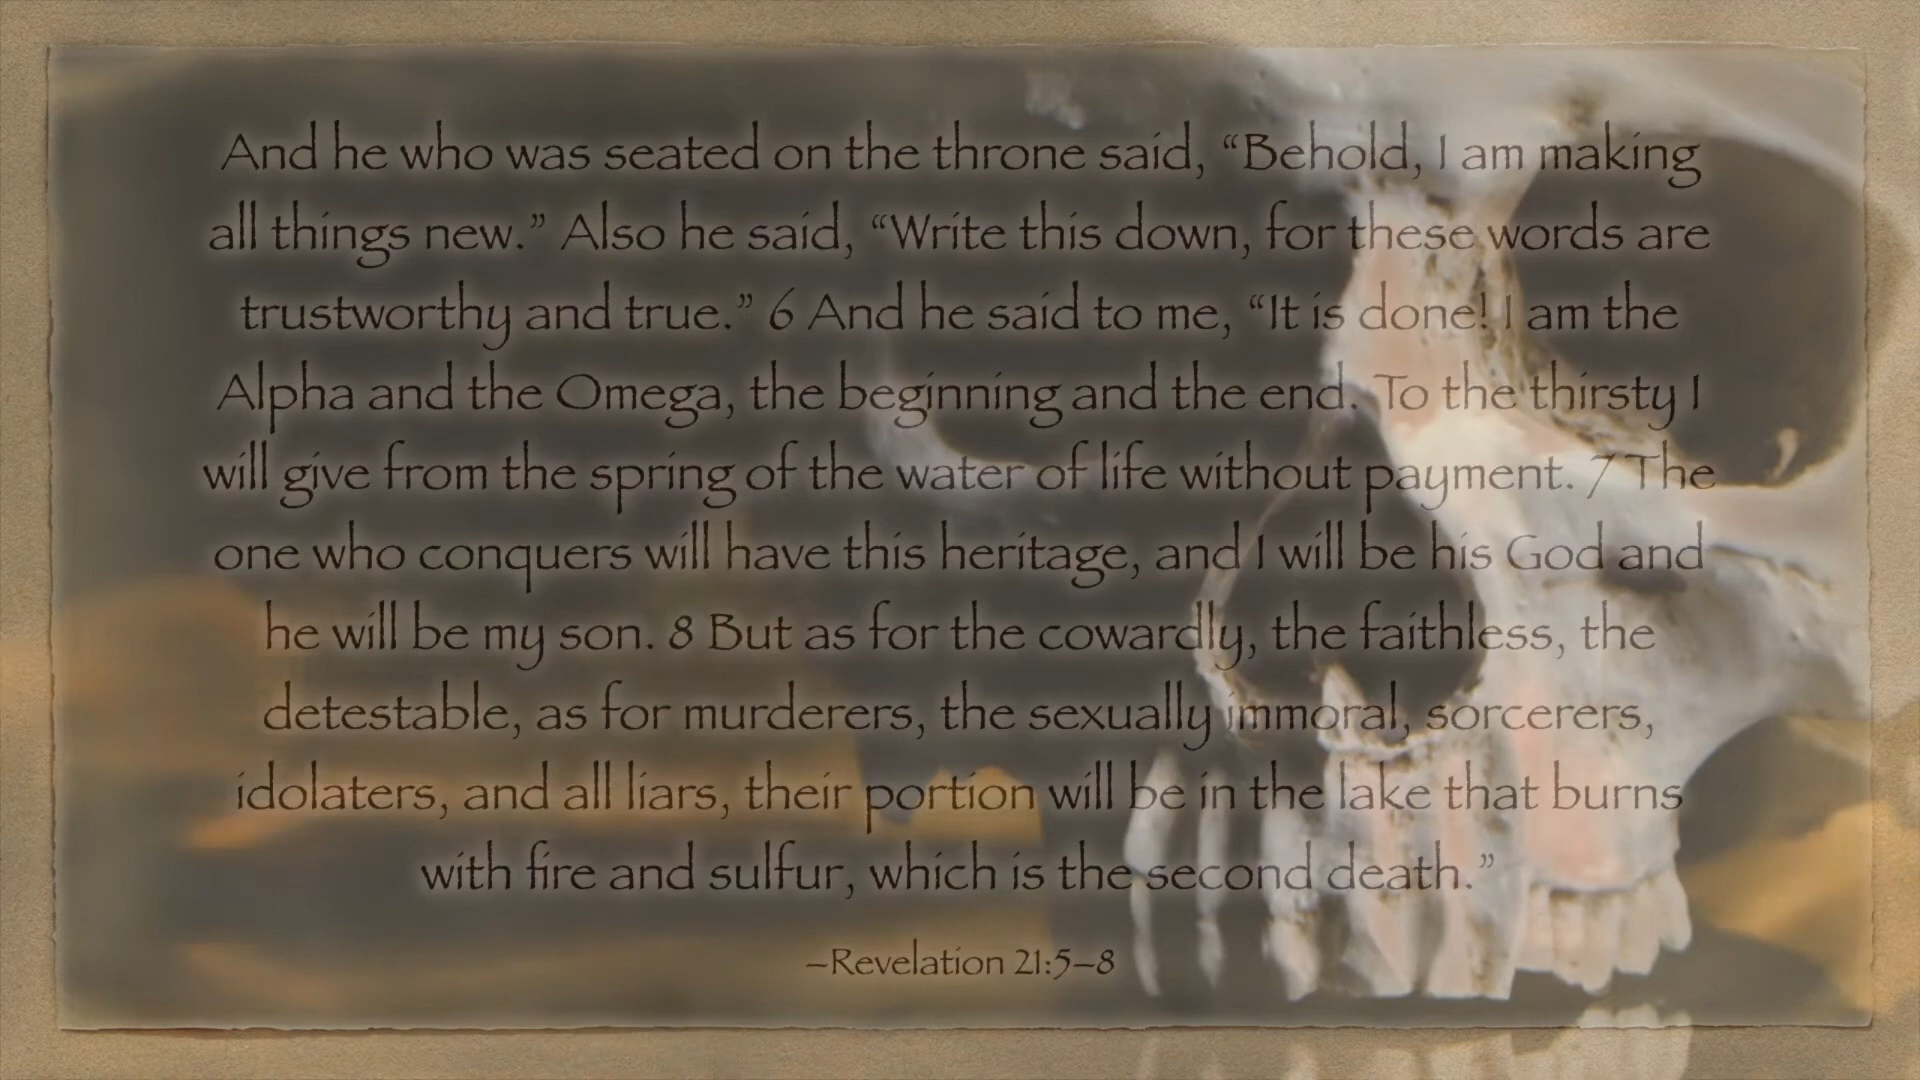 And he who was seated on the throne said, “Behold, I am making
all things new.” Also he said, “Write this down, for these words are
trustworthy and true.” 6 And he said to me, “It is done! I am the
Alpha and the Omega, the beginning and the end. To the thirsty I
will give from the spring of the water of life without payment. 7 The
one who conquers will have this heritage, and I will be his God and
he will be my son. 8 But as for the cowardly, the faithless, the
detestable, as for murderers, the sexually immoral, sorcerers,
idolaters, and all liars, their portion will be in the lake that burns
with fire and sulfur, which is the second death.”
–Revelation 21:5–8